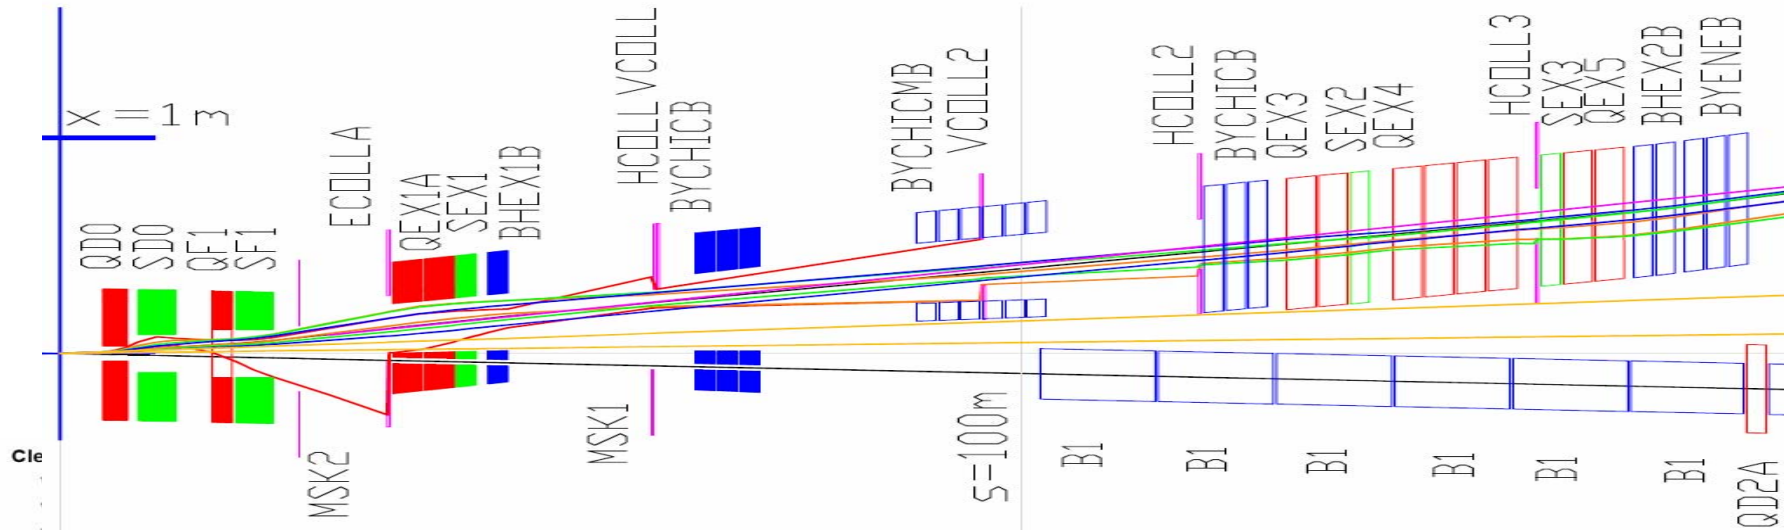 x = 1 m
QD0
SD0
QF1
SF1
ECOLLA
QEX1A
SEX1
BHEX1B
HCOLL VCOLL
BYCHICB
BYCHICMB
VCOLL2
HCOLL2
BYCHICB
QEX3
SEX2
QEX4
HCOLL3
SEX3
QEX5
BHEX2B
BYENEB
Cle
MSK2
MSK1
S=100m
B1
B1
B1
B1
B1
B1
QD2A